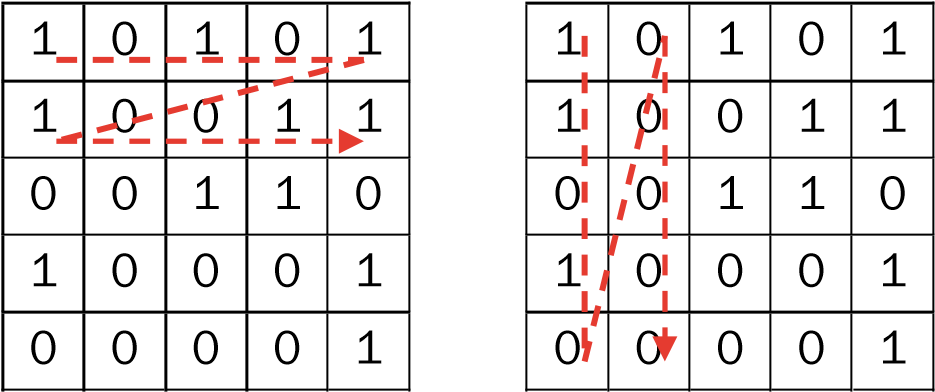 1 0 1 0 1 1 0 1 0 1
1 0 0 1 1 1 0 0 1 1
0 0 1 1 0 0 0 1 1 0
1 0 0 0 1 1 0 0 0 1
0 0 0 0 1 0 0 0 0 1